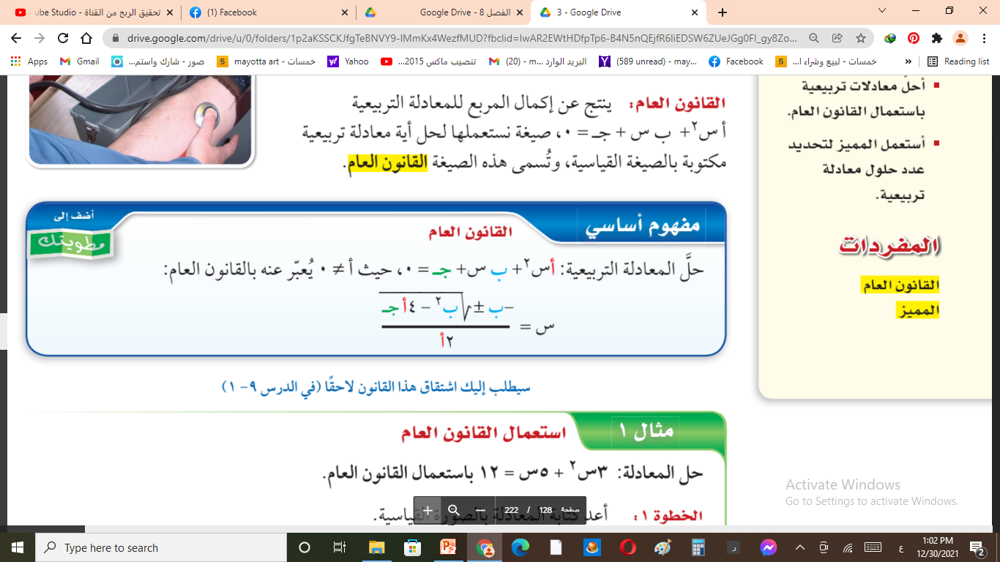 تحقيق الربح من القناة - Tube Studio
(1) Facebook
الفصل 8 - Google Drive
3 - Google Drive
drive.google.com/drive/u/0/folders/1p2aKSSCKJfgTeBNVY9-IMmKx4WezfMUD?fbclid=IwAR2EWtHDfpTp6-B4N5nQEjfR6liEDSW6ZUeJGg0FI_gy8Zo...
Apps
Gmail
صور - شارك واستم...
mayotta art - خمسات
Yahoo
تنصيب ماكس 2015...
البريد الوارد (20) - m...
(589 unread) - may...
Facebook
خمسات - لبيع وشراء ا...
»
Reading list
القانون العام: ينتج عن إكمال المربع للمعادلة التربيعية
أ س٢+ ب س + جـ = ٠، صيغة نستعملها لحل أية معادلة تربيعية
مكتوبة بالصيغة القياسية، وتُسمى هذه الصيغة القانون العام.
أحلّ معادلات تربيعية
باستعمال القانون العام.
أستعمل المميز لتحديد
عدد حلول معادلة
تربيعية.
المفردات
القانون العام
المميز
مفهوم أساسي
القانون العام
أضف إلى
مطويتك
حلَّ المعادلة التربيعية: أس٢+ ب س+ جـ = ٠، حيث أ ≠ ٠ يُعبّر عنه بالقانون العام:
س = (–ب ± √(ب٢ – ٤أجـ)) / ٢أ
سيطلب إليك اشتقاق هذا القانون لاحقًا (في الدرس ٩- ١)
مثال ١
استعمال القانون العام
حل المعادلة: ٣س٢ + ٥س = ١٢ باستعمال القانون العام.
الخطوة ١: أعد كتابة المعادلة بالصورة القياسية.
صفحة 128 / 222
Activate Windows
Go to Settings to activate Windows.
Type here to search
ع
1:02 PM
12/30/2021
2